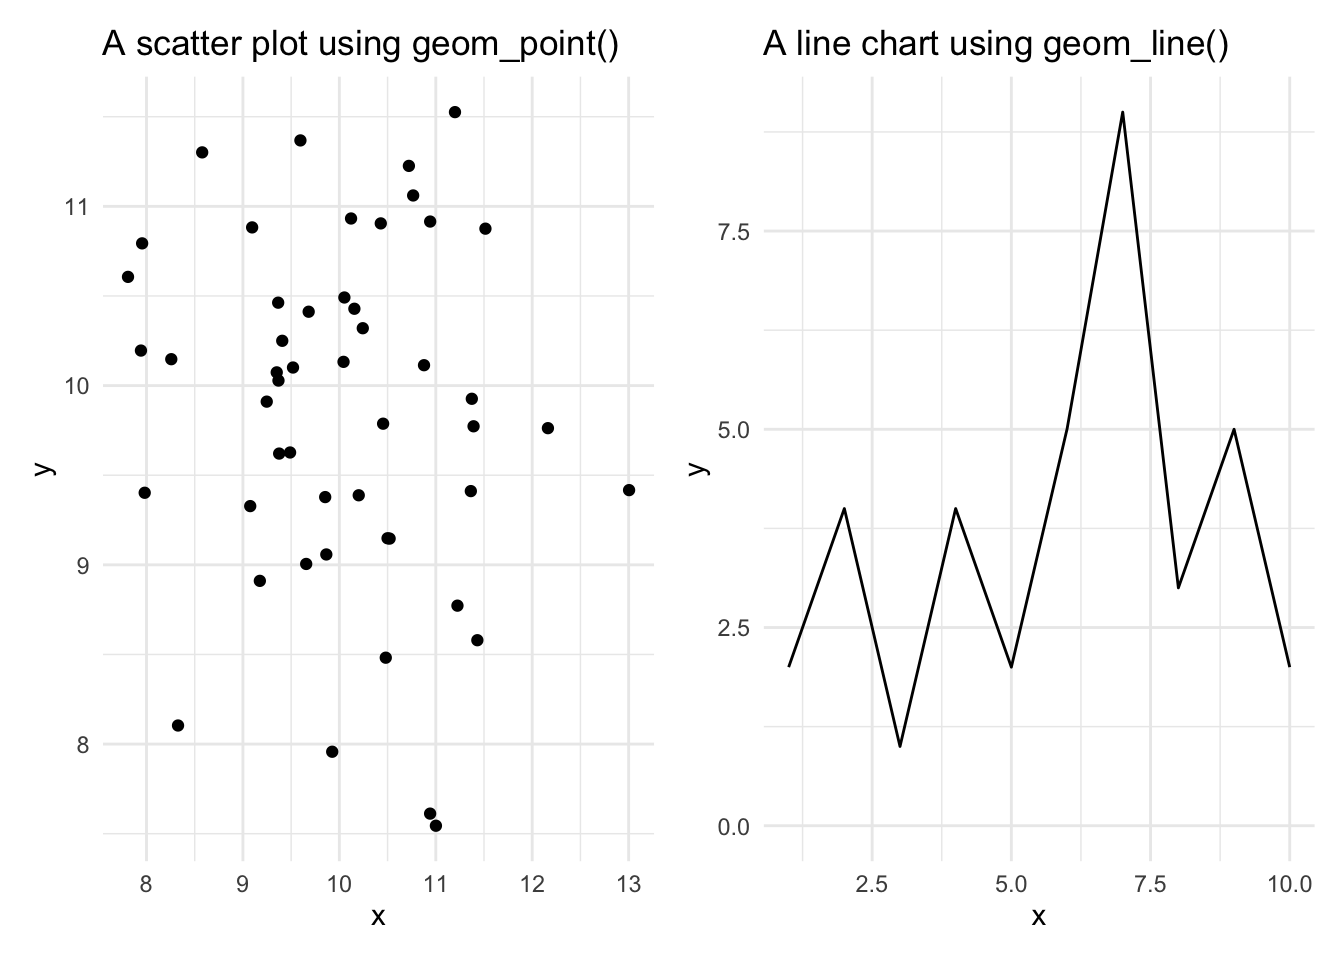 A scatter plot using geom_point()
11
10
9
8
y
8 9 10 11 12 13
x
A line chart using geom_line()
7.5
5.0
2.5
0.0
y
2.5 5.0 7.5 10.0
x